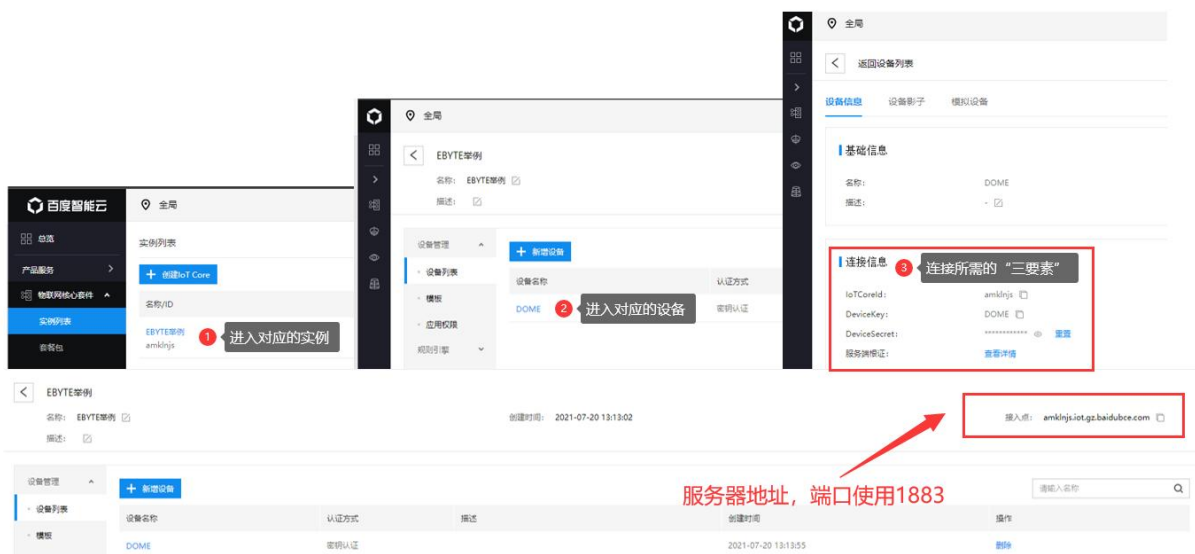 百度智能云
全局
总览
实例列表
产品服务
+ 创建IoT Core
物联网核心套件
名称/ID
实例列表
EBYTE举例
amklnjs
1 进入对应的实例
套餐包
全局
EBYTE举例
名称: EBYTE举例
描述:
设备管理
+ 新增设备
设备列表
设备名称
认证方式
模板
DOME
2 进入对应的设备
密钥认证
应用权限
规则引擎
全局
返回设备列表
设备信息
设备影子
模拟设备
基础信息
名称: DOME
描述: -
连接信息
3 连接所需的“三要素”
IoTCoreId: amklnjs
DeviceKey: DOME
DeviceSecret: ************ 重置
服务端根证: 查看详情
EBYTE举例
名称: EBYTE举例
创建时间: 2021-07-20 13:13:02
接入点: amklnjs.iot.gz.baidubce.com
描述:
设备管理
+ 新增设备
服务器地址，端口使用1883
请输入名称
设备列表
设备名称
认证方式
描述
创建时间
操作
模板
DOME
密钥认证
2021-07-20 13:13:55
删除